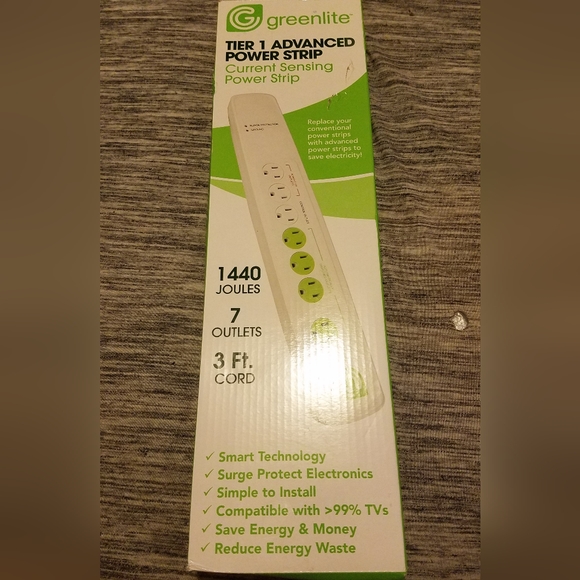 greenlite
TIER 1 ADVANCED
POWER STRIP
Current Sensing
Power Strip
Replace your
conventional
power strips
with advanced
power strips to
save electricity!
1440
JOULES
7
OUTLETS
3 Ft.
CORD
✓ Smart Technology
✓ Surge Protect Electronics
✓ Simple to Install
✓ Compatible with >99% TVs
✓ Save Energy & Money
✓ Reduce Energy Waste